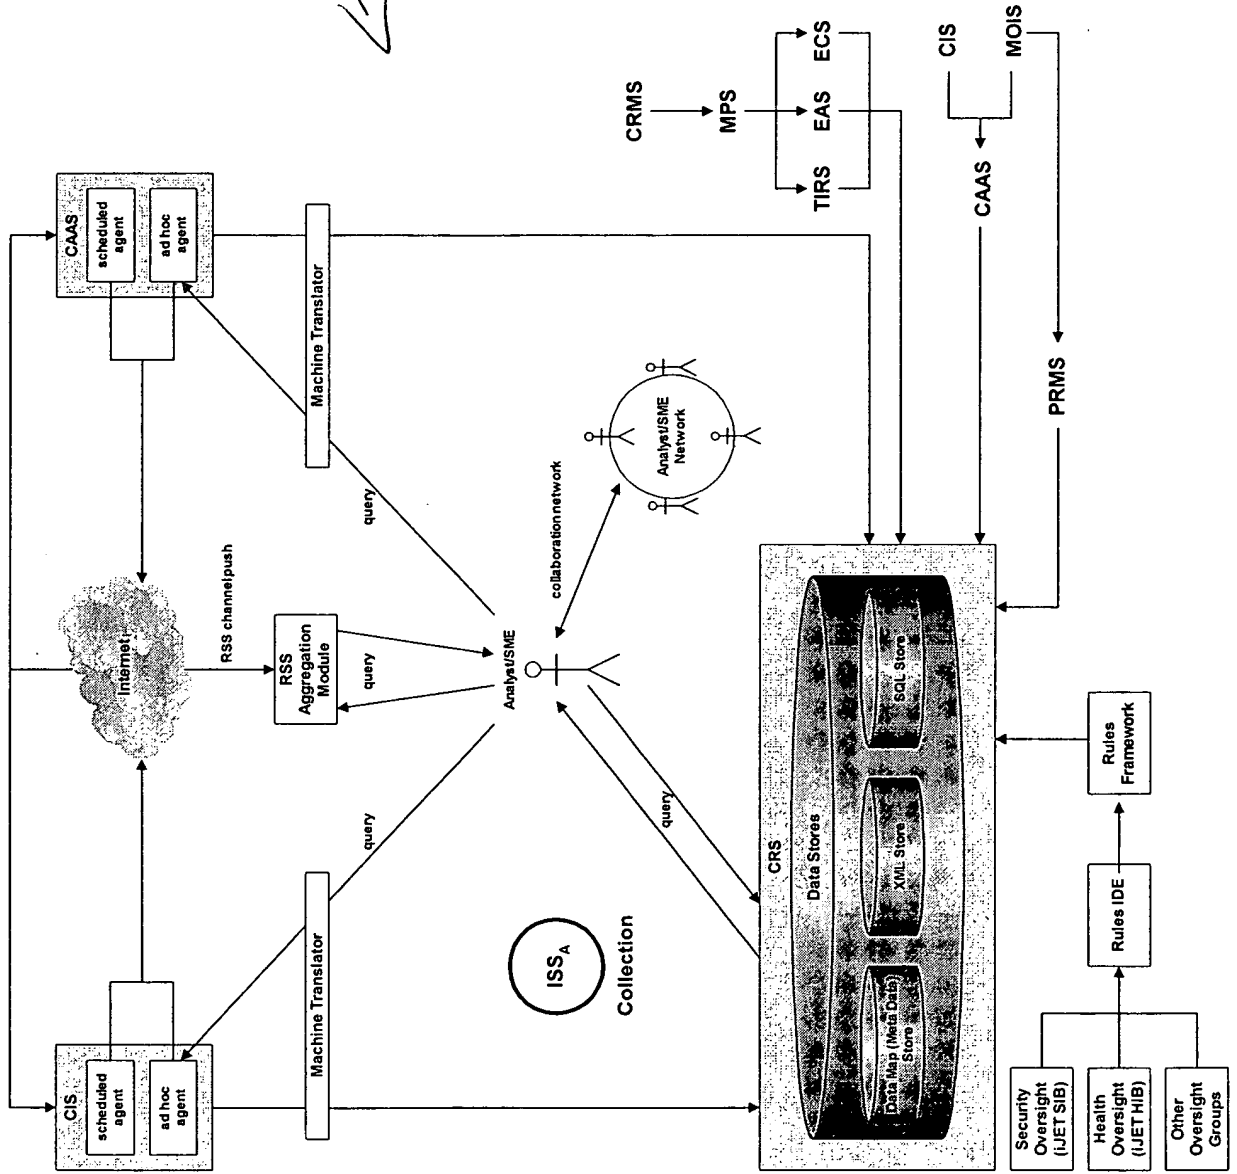 CIS
scheduled
agent
ad hoc
agent
Internet
CAAS
scheduled
agent
ad hoc
agent
RSS channel push
RSS
Aggregation
Module
Machine Translator
Machine Translator
query
query
query
Analyst/SME
ISSA
Collection
collaboration network
Analyst/SME
Network
query
CRS
Data Stores
Data Map (Meta Data)
Store
XML Store
SQL Store
CRMS
MPS
TIRS
EAS
ECS
CIS
MOIS
CAAS
PRMS
Security
Oversight
(iJET SIB)
Health
Oversight
(iJET HIB)
Other
Oversight
Groups
Rules IDE
Rules
Framework